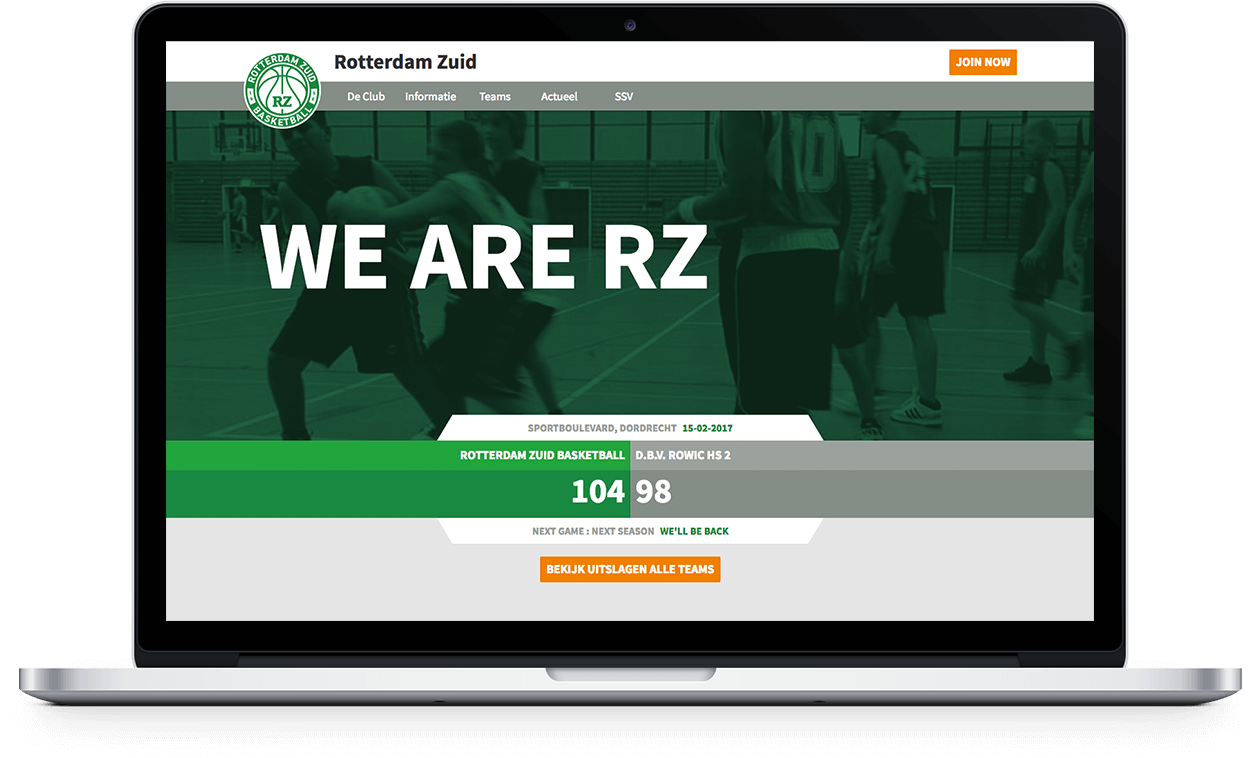 ROTTERDAM ZUID
RZ
BASKETBALL
Rotterdam Zuid
JOIN NOW
De Club Informatie Teams Actueel SSV
10
WE ARE RZ
SPORTBOULEVARD, DORDRECHT 15-02-2017
ROTTERDAM ZUID BASKETBALL D.B.V. ROWIC HS 2
104 98
NEXT GAME : NEXT SEASON WE'LL BE BACK
BEKIJK UITSLAGEN ALLE TEAMS